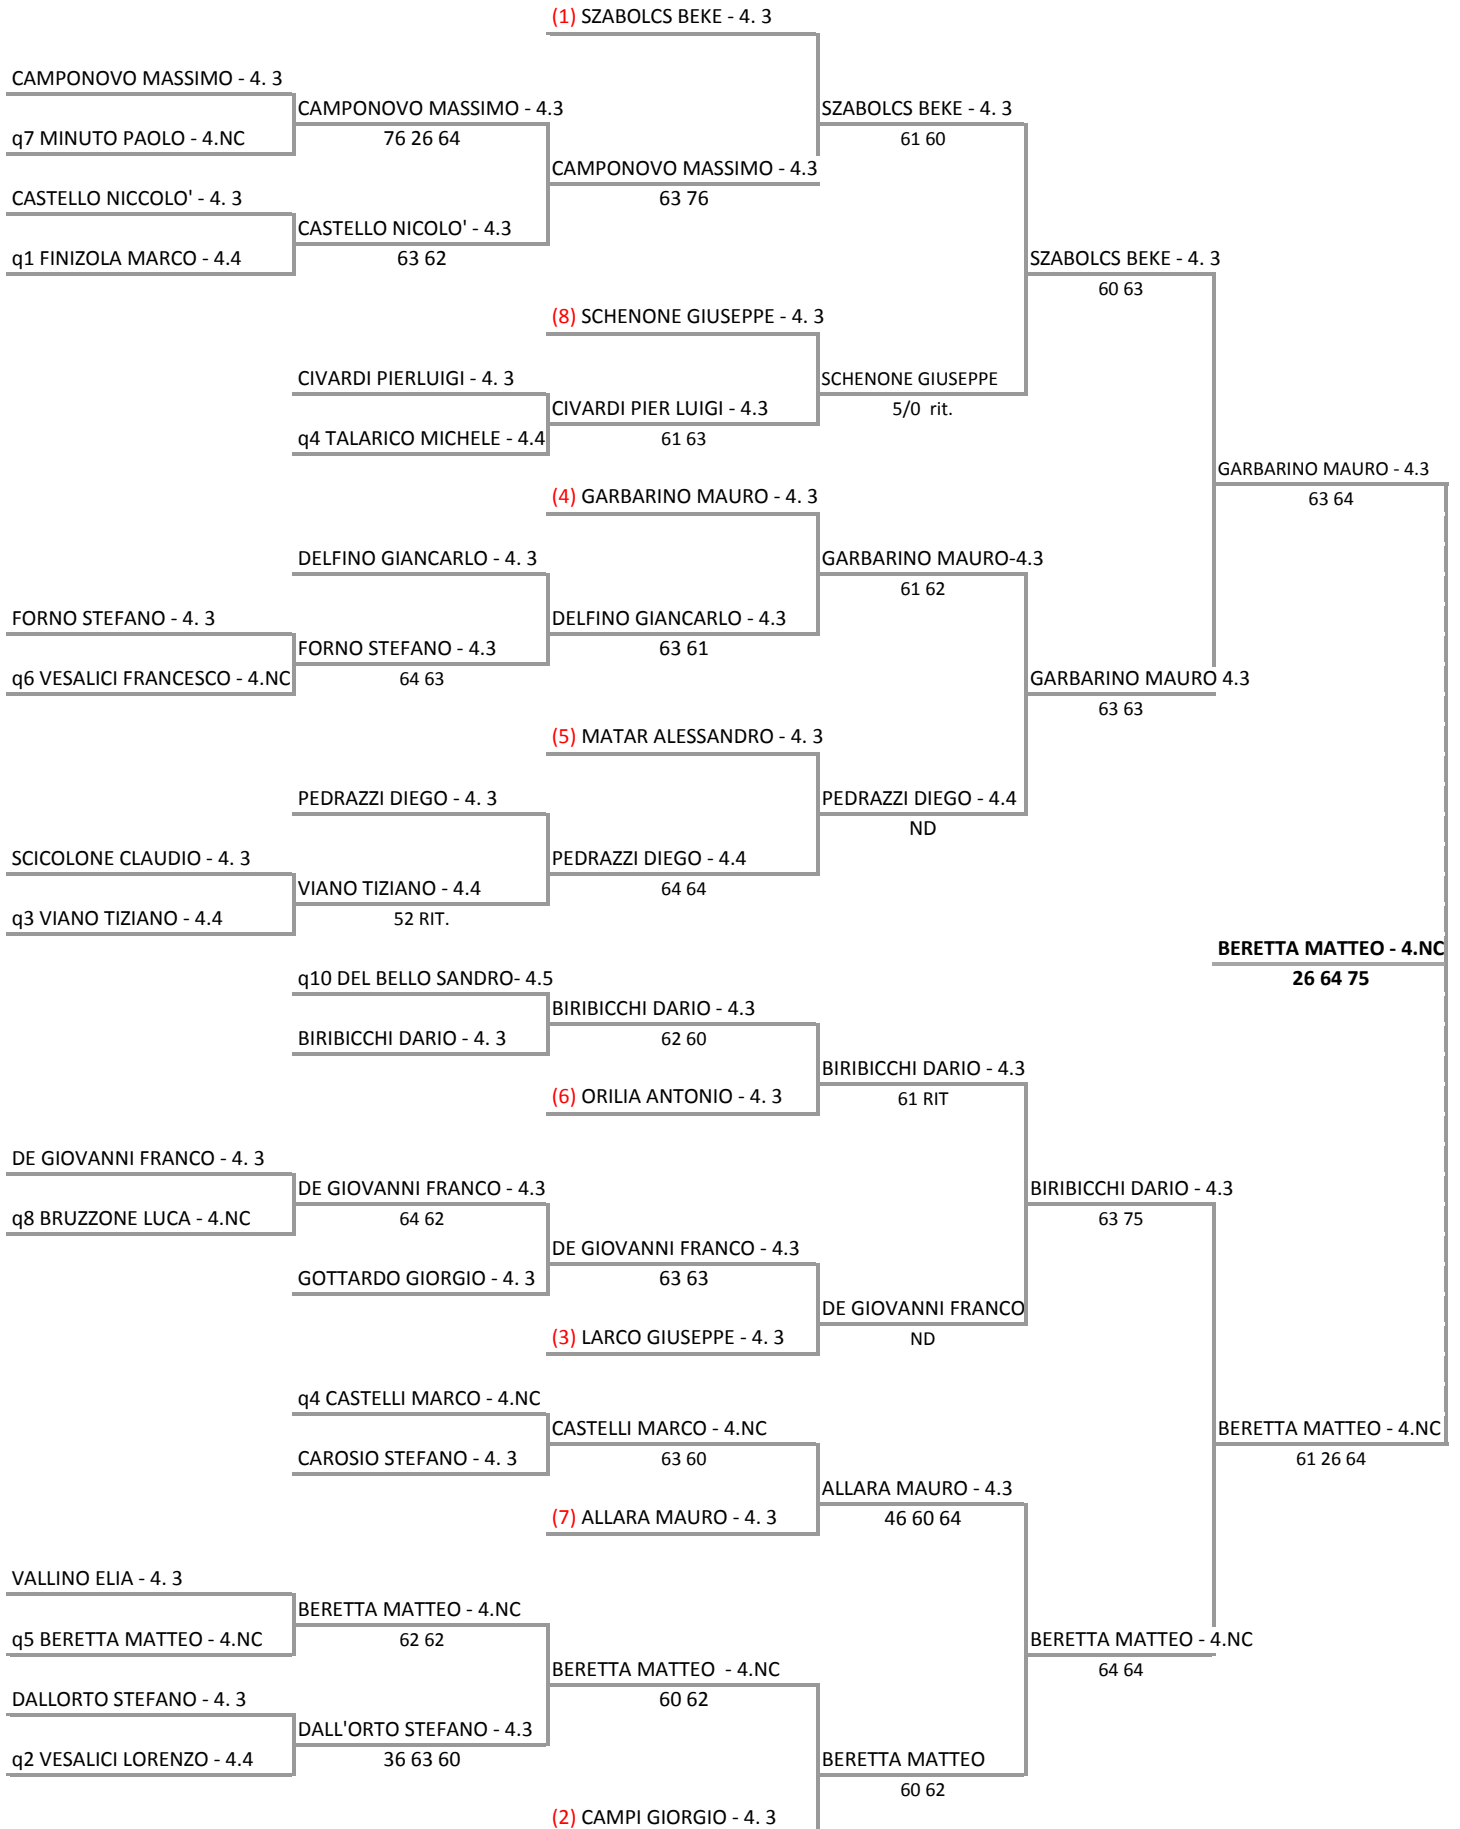 (1) SZABOLCS BEKE - 4. 3
CAMPONOVO MASSIMO - 4. 3
CAMPONOVO MASSIMO - 4.3
SZABOLCS BEKE - 4. 3
q7 MINUTO PAOLO - 4.NC
76 26 64
61 60
CAMPONOVO MASSIMO - 4.3
CASTELLO NICCOLO' - 4. 3
63 76
CASTELLO NICOLO' - 4.3
q1 FINIZOLA MARCO - 4.4
63 62
SZABOLCS BEKE - 4. 3
60 63
(8) SCHENONE GIUSEPPE - 4. 3
CIVARDI PIERLUIGI - 4. 3
SCHENONE GIUSEPPE
CIVARDI PIER LUIGI - 4.3
5/0 rit.
q4 TALARICO MICHELE - 4.4
61 63
GARBARINO MAURO - 4.3
(4) GARBARINO MAURO - 4. 3
63 64
DELFINO GIANCARLO - 4. 3
GARBARINO MAURO-4.3
61 62
FORNO STEFANO - 4. 3
DELFINO GIANCARLO - 4.3
FORNO STEFANO - 4.3
63 61
q6 VESALICI FRANCESCO - 4.NC
64 63
GARBARINO MAURO 4.3
63 63
(5) MATAR ALESSANDRO - 4. 3
PEDRAZZI DIEGO - 4. 3
PEDRAZZI DIEGO - 4.4
ND
SCICOLONE CLAUDIO - 4. 3
PEDRAZZI DIEGO - 4.4
VIANO TIZIANO - 4.4
64 64
q3 VIANO TIZIANO - 4.4
52 RIT.
BERETTA MATTEO - 4.NC
q10 DEL BELLO SANDRO- 4.5
26 64 75
BIRIBICCHI DARIO - 4.3
BIRIBICCHI DARIO - 4. 3
62 60
BIRIBICCHI DARIO - 4.3
(6) ORILIA ANTONIO - 4. 3
61 RIT
DE GIOVANNI FRANCO - 4. 3
DE GIOVANNI FRANCO - 4.3
BIRIBICCHI DARIO - 4.3
q8 BRUZZONE LUCA - 4.NC
64 62
63 75
DE GIOVANNI FRANCO - 4.3
GOTTARDO GIORGIO - 4. 3
63 63
DE GIOVANNI FRANCO
(3) LARCO GIUSEPPE - 4. 3
ND
q4 CASTELLI MARCO - 4.NC
CASTELLI MARCO - 4.NC
BERETTA MATTEO - 4.NC
CAROSIO STEFANO - 4. 3
63 60
61 26 64
ALLARA MAURO - 4.3
(7) ALLARA MAURO - 4. 3
46 60 64
VALLINO ELIA - 4. 3
BERETTA MATTEO - 4.NC
q5 BERETTA MATTEO - 4.NC
62 62
BERETTA MATTEO - 4.NC
BERETTA MATTEO - 4.NC
64 64
DALLORTO STEFANO - 4. 3
60 62
DALL'ORTO STEFANO - 4.3
q2 VESALICI LORENZO - 4.4
36 63 60
BERETTA MATTEO
60 62
(2) CAMPI GIORGIO - 4. 3